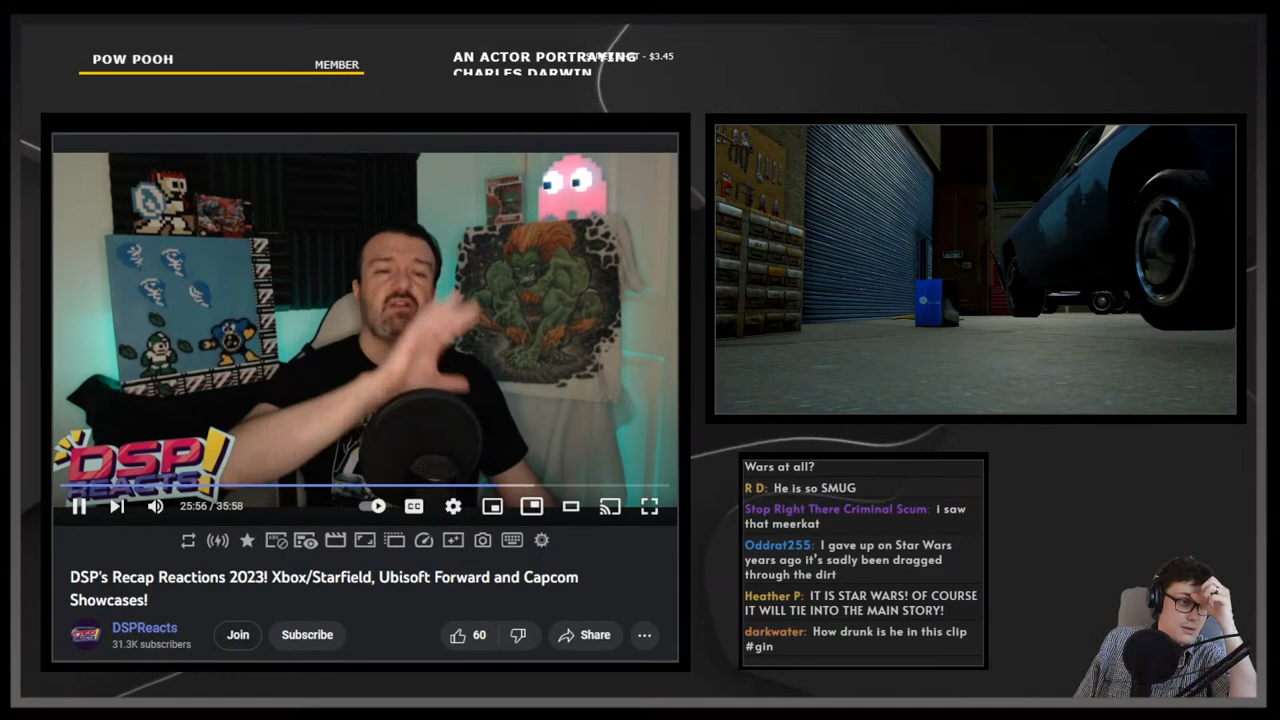 POW POOH
MEMBER
AN ACTOR PORTRAYING
CHARLES DARWIN
- $3.45
DSP!
REACTS
25:56 / 35:58
CC
DSP's Recap Reactions 2023! Xbox/Starfield, Ubisoft Forward and Capcom
Showcases!
DSPReacts
31.3K subscribers
Join
Subscribe
60
Share
Wars at all?
R D: He is so SMUG
Stop Right There Criminal Scum: i saw
that meerkat
Oddrat255: I gave up on Star Wars
years ago it's sadly been dragged
through the dirt
Heather P: IT IS STAR WARS! OF COURSE
IT WILL TIE INTO THE MAIN STORY!
darkwater: How drunk is he in this clip
#gin